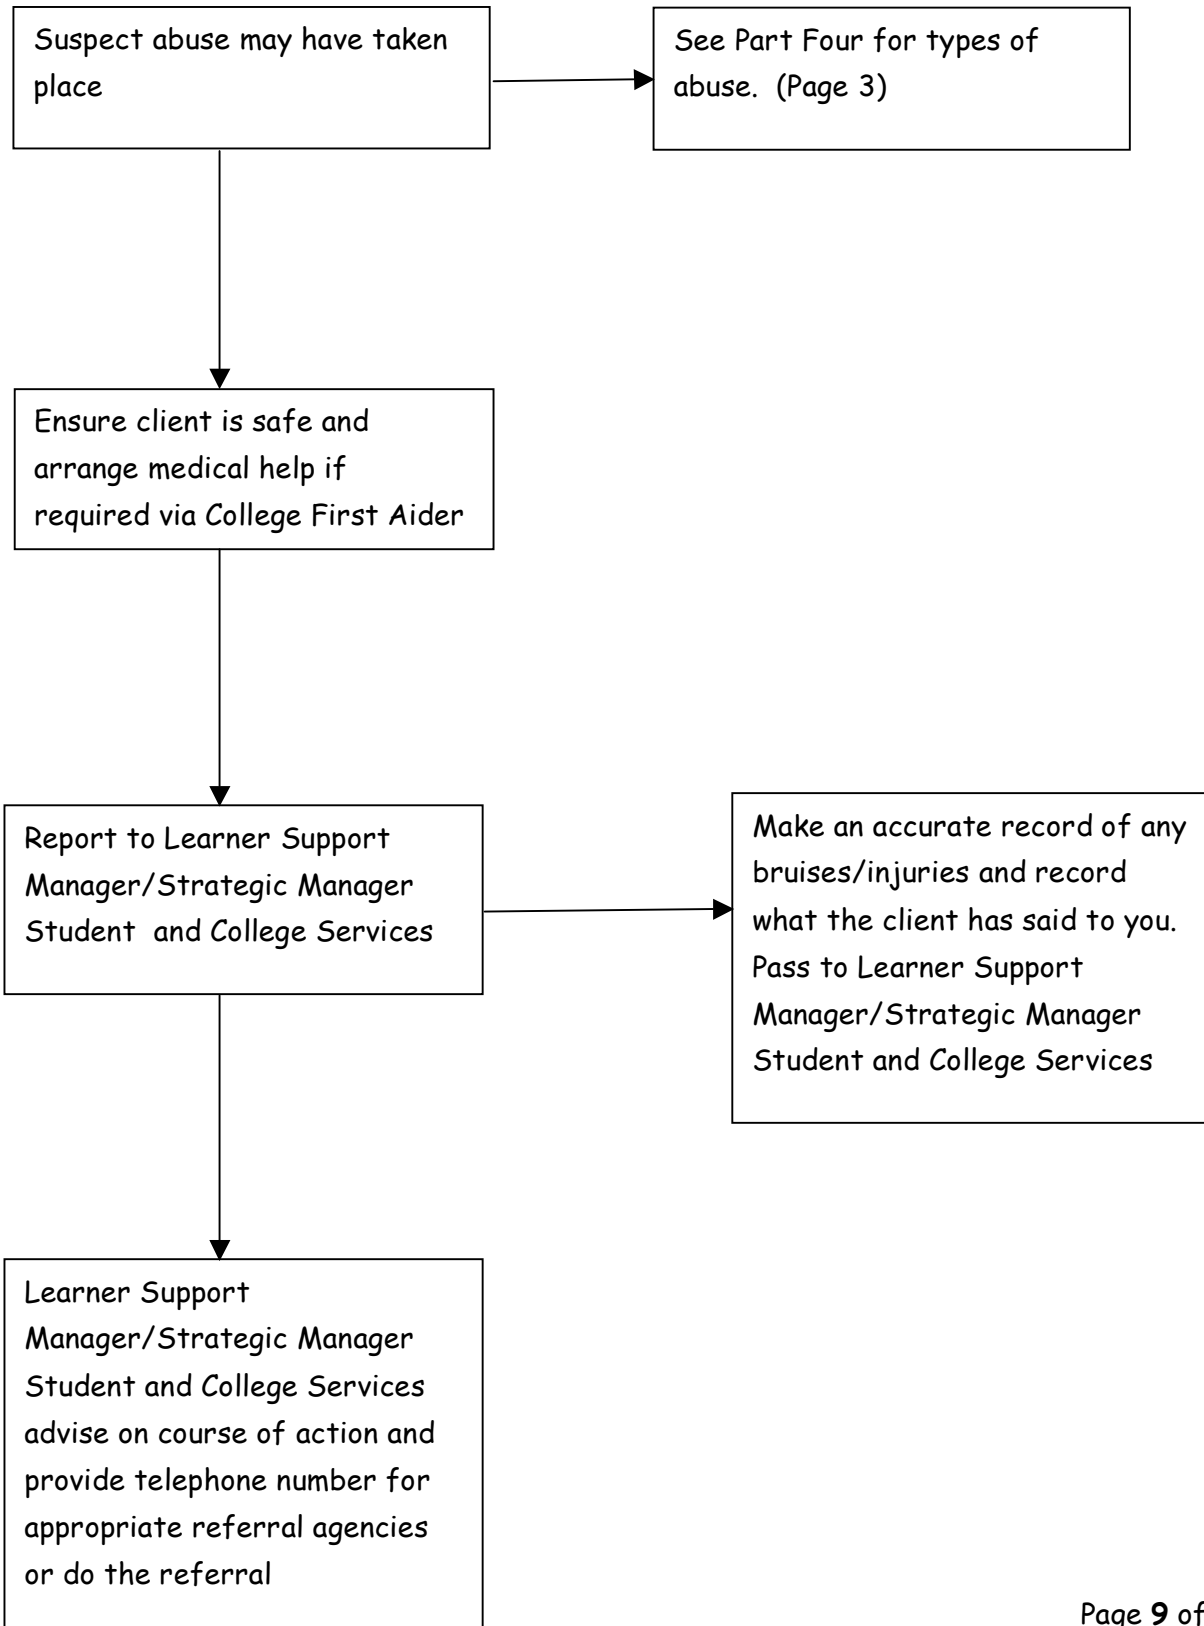 Suspect abuse may have taken
place
See Part Four for types of
abuse.  (Page 3)
Ensure client is safe and
arrange medical help if
required via College First Aider
Report to Learner Support
Manager/Strategic Manager
Student  and College Services
Make an accurate record of any
bruises/injuries and record
what the client has said to you.
Pass to Learner Support
Manager/Strategic Manager
Student and College Services
Learner Support
Manager/Strategic Manager
Student and College Services
advise on course of action and
provide telephone number for
appropriate referral agencies
or do the referral
Page 9 of